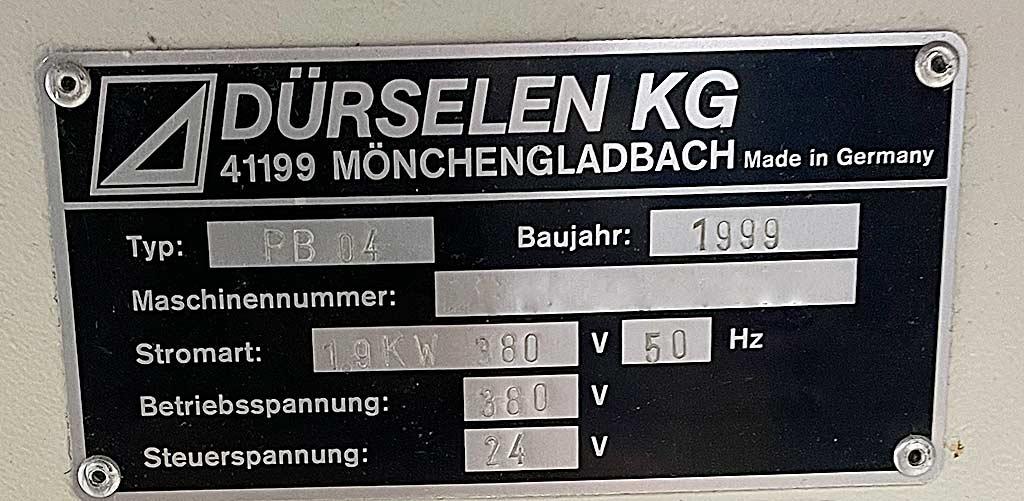 DÜRSELEN KG
41199 MÖNCHENGLADBACH Made in Germany
Typ: PB 04 Baujahr: 1999
Maschinennummer:
Stromart: 1,9KW 380 V 50 Hz
Betriebsspannung: 380 V
Steuerspannung: 24 V